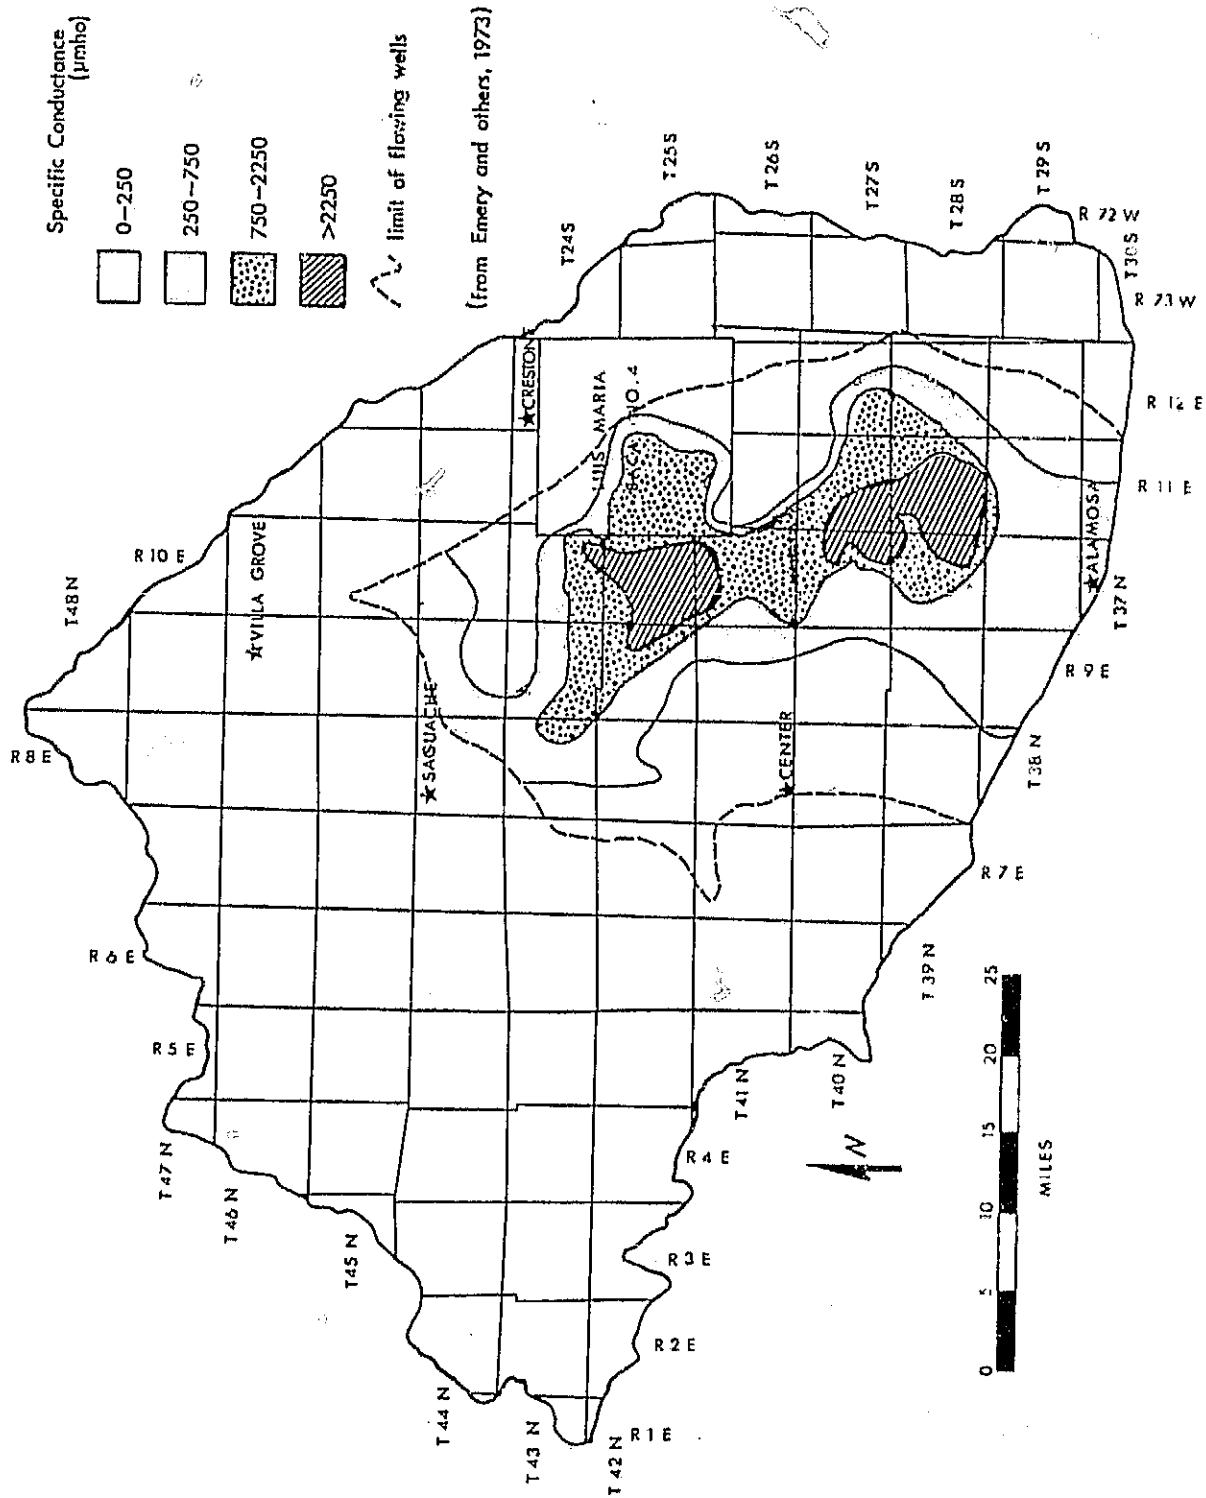 Specific Conductance
(µmho)
0–250
250–750
750–2250
>2250
limit of flowing wells
(from Emery and others, 1973)
T 48 N
R 10 E
R 8 E
VILLA GROVE
R 6 E
SAGUACHE
R 5 E
T 47 N
T 46 N
T 45 N
T 44 N
T 43 N
T 42 N
R 1 E
R 2 E
R 3 E
R 4 E
T 41 N
T 40 N
T 39 N
R 7 E
T 38 N
R 9 E
T 37 N
CENTER
ALAMOSA
R 11 E
R 12 E
CRESTONE
LUIS MARIA
BACA NO. 4
T 24 S
T 25 S
T 26 S
T 27 S
T 28 S
T 29 S
R 72 W
T 30 S
R 73 W
N
0 5 10 15 20 25
MILES